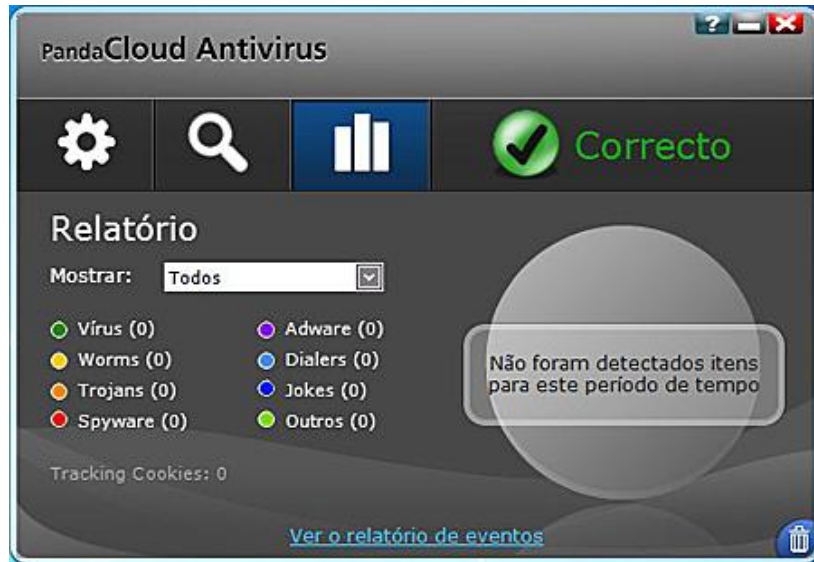 PandaCloud Antivirus
?
Correcto
Relatório
Mostrar: Todos
Vírus (0)
Adware (0)
Worms (0)
Dialers (0)
Trojans (0)
Jokes (0)
Spyware (0)
Outros (0)
Não foram detectados itens
para este período de tempo
Tracking Cookies: 0
Ver o relatório de eventos